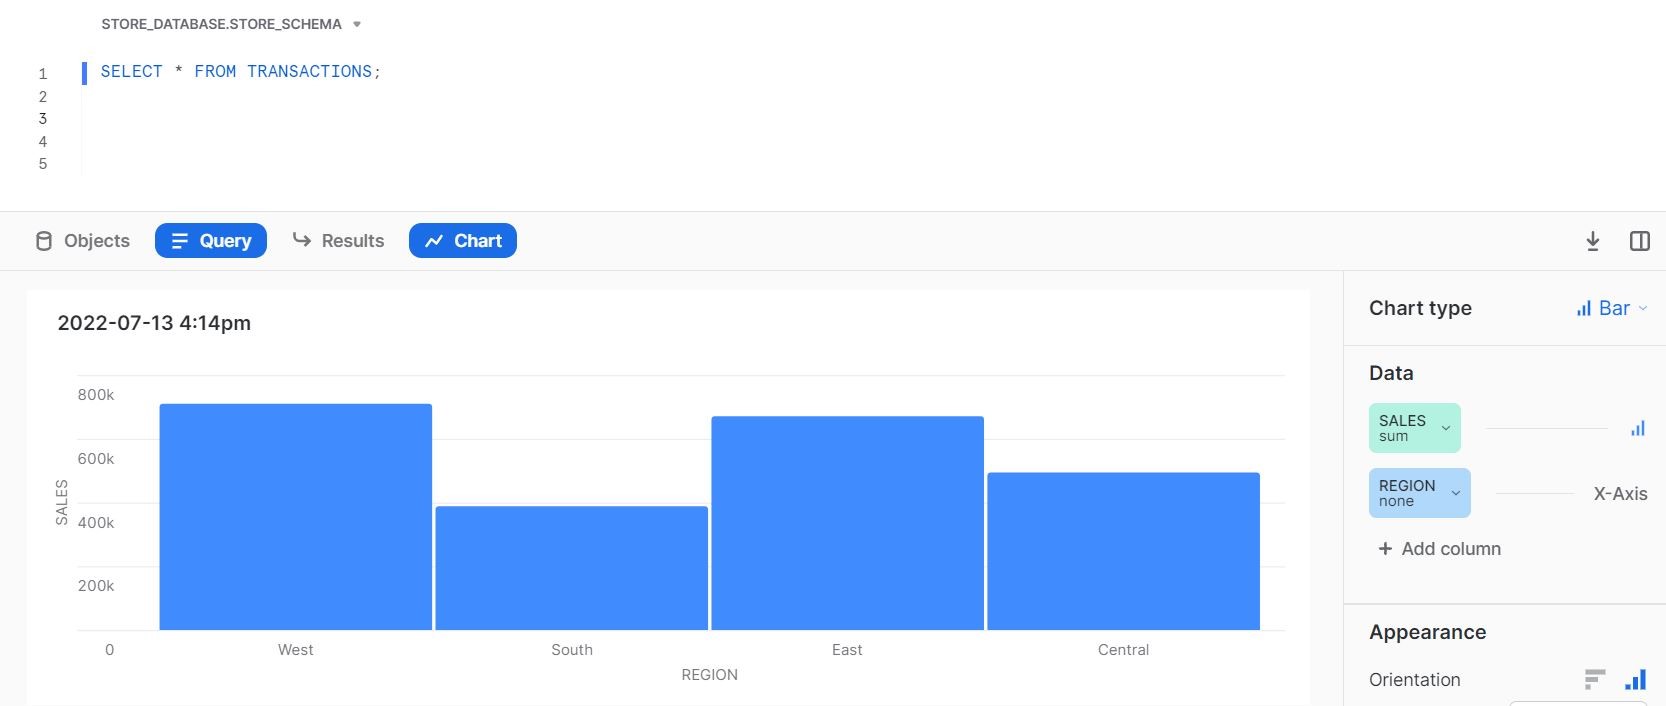 STORE_DATABASE.STORE_SCHEMA
1 SELECT * FROM TRANSACTIONS;
2
3
4
5
Objects Query Results Chart
2022-07-13 4:14pm
800k
600k
400k
200k
0
SALES
West South East Central
REGION
Chart type Bar
Data
SALES
sum
REGION
none
X-Axis
+ Add column
Appearance
Orientation